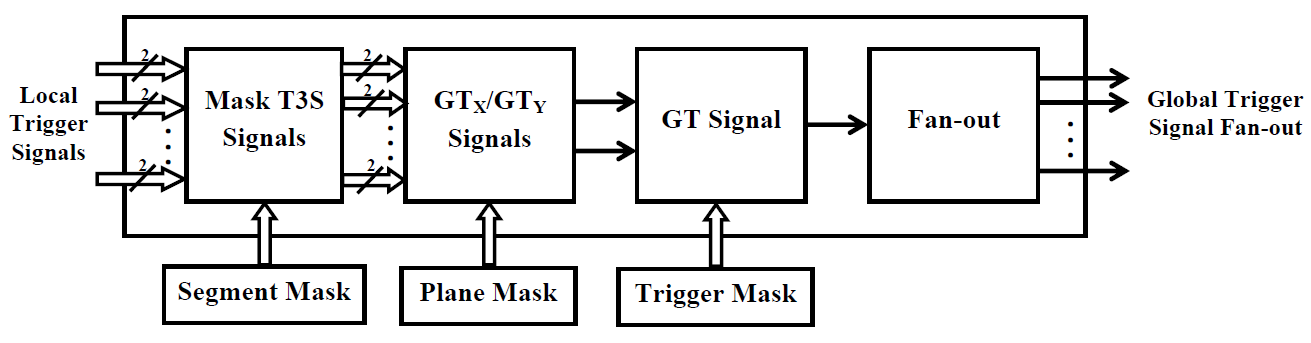 Local
Trigger
Signals
2
2
2
Mask T3S
Signals
2
2
2
GTX/GTY
Signals
GT Signal
Fan-out
Global Trigger
Signal Fan-out
Segment Mask
Plane Mask
Trigger Mask